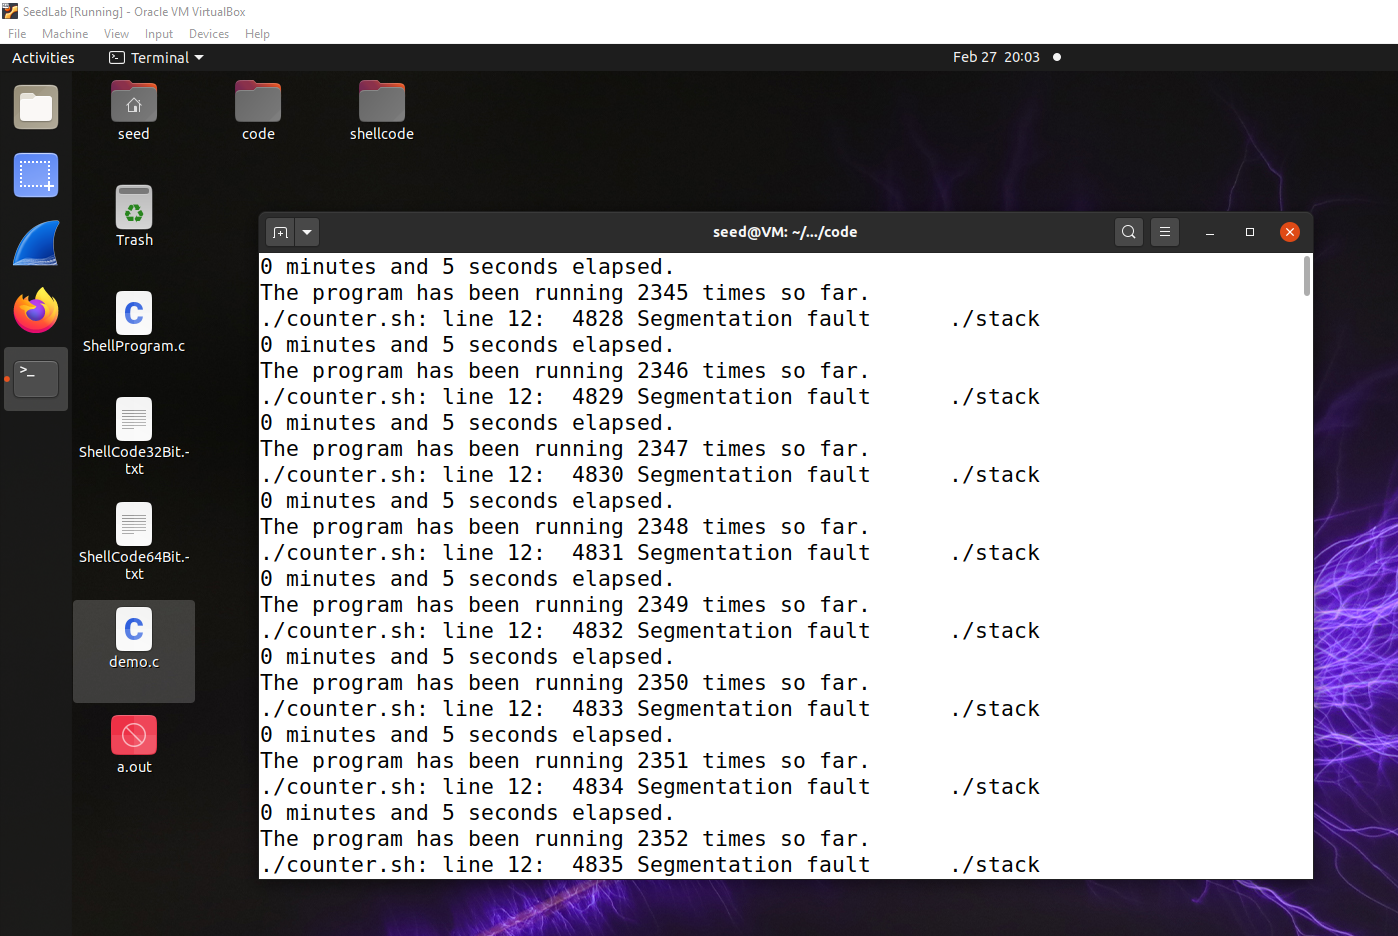 SeedLab [Running] - Oracle VM VirtualBox
File Machine View Input Devices Help
Activities Terminal Feb 27 20:03
seed code shellcode
Trash
ShellProgram.c
ShellCode32Bit.-
txt
ShellCode64Bit.-
txt
demo.c
a.out
seed@VM: ~/.../code
0 minutes and 5 seconds elapsed.
The program has been running 2345 times so far.
./counter.sh: line 12:  4828 Segmentation fault      ./stack
0 minutes and 5 seconds elapsed.
The program has been running 2346 times so far.
./counter.sh: line 12:  4829 Segmentation fault      ./stack
0 minutes and 5 seconds elapsed.
The program has been running 2347 times so far.
./counter.sh: line 12:  4830 Segmentation fault      ./stack
0 minutes and 5 seconds elapsed.
The program has been running 2348 times so far.
./counter.sh: line 12:  4831 Segmentation fault      ./stack
0 minutes and 5 seconds elapsed.
The program has been running 2349 times so far.
./counter.sh: line 12:  4832 Segmentation fault      ./stack
0 minutes and 5 seconds elapsed.
The program has been running 2350 times so far.
./counter.sh: line 12:  4833 Segmentation fault      ./stack
0 minutes and 5 seconds elapsed.
The program has been running 2351 times so far.
./counter.sh: line 12:  4834 Segmentation fault      ./stack
0 minutes and 5 seconds elapsed.
The program has been running 2352 times so far.
./counter.sh: line 12:  4835 Segmentation fault      ./stack